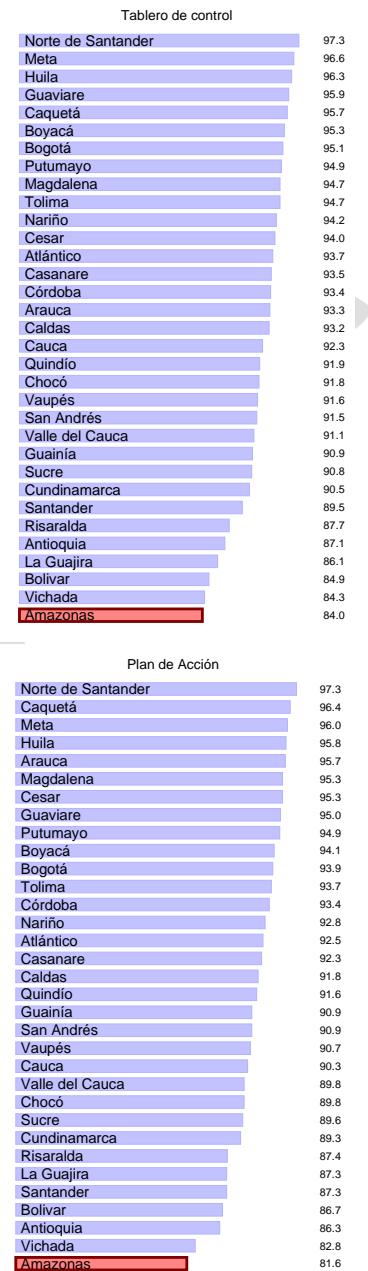 Tablero de control
Norte de Santander 97.3
Meta 96.6
Huila 96.3
Guaviare 95.9
Caquetá 95.7
Boyacá 95.3
Bogotá 95.1
Putumayo 94.9
Magdalena 94.7
Tolima 94.7
Nariño 94.2
Cesar 94.0
Atlántico 93.7
Casanare 93.5
Córdoba 93.4
Arauca 93.3
Caldas 93.2
Cauca 92.3
Quindío 91.9
Chocó 91.8
Vaupés 91.6
San Andrés 91.5
Valle del Cauca 91.1
Guainía 90.9
Sucre 90.8
Cundinamarca 90.5
Santander 89.5
Risaralda 87.7
Antioquia 87.1
La Guajira 86.1
Bolivar 84.9
Vichada 84.3
Amazonas 84.0
Plan de Acción
Norte de Santander 97.3
Caquetá 96.4
Meta 96.0
Huila 95.8
Arauca 95.7
Magdalena 95.3
Cesar 95.3
Guaviare 95.0
Putumayo 94.9
Boyacá 94.1
Bogotá 93.9
Tolima 93.7
Córdoba 93.4
Nariño 92.8
Atlántico 92.5
Casanare 92.3
Caldas 91.8
Quindío 91.6
Guainía 90.9
San Andrés 90.9
Vaupés 90.7
Cauca 90.3
Valle del Cauca 89.8
Chocó 89.8
Sucre 89.6
Cundinamarca 89.3
Risaralda 87.4
La Guajira 87.3
Santander 87.3
Bolivar 86.7
Antioquia 86.3
Vichada 82.8
Amazonas 81.6